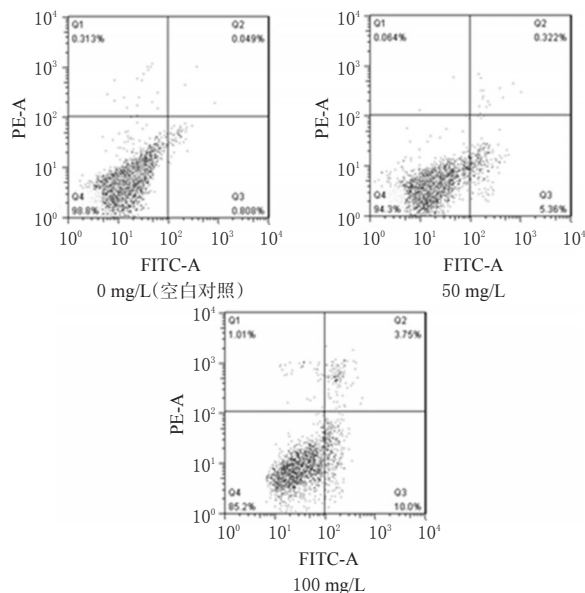 Q1 Q2
0.313% 0.049%
PE-A
10⁴
10³
10²
10¹
10⁰
Q4 Q3
98.8% 0.808%
10⁰ 10¹ 10² 10³ 10⁴
FITC-A
0 mg/L(空白对照)
Q1 Q2
0.064% 0.322%
PE-A
10⁴
10³
10²
10¹
10⁰
Q4 Q3
94.3% 5.36%
10⁰ 10¹ 10² 10³ 10⁴
FITC-A
50 mg/L
Q1 Q2
1.01% 3.75%
PE-A
10⁴
10³
10²
10¹
10⁰
Q4 Q3
85.2% 10.0%
10⁰ 10¹ 10² 10³ 10⁴
FITC-A
100 mg/L